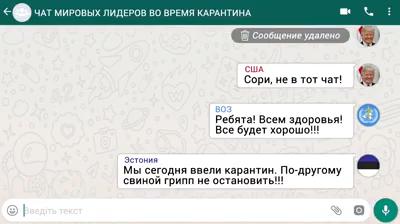 ЧАТ МИРОВЫХ ЛИДЕРОВ ВО ВРЕМЯ КАРАНТИНА
Сообщение удалено
США
Сори, не в тот чат!
ВОЗ
Ребята! Всем здоровья!
Все будет хорошо!!!
Эстония
Мы сегодня ввели карантин. По-другому
свиной грипп не остановить!!!
Введіть текст